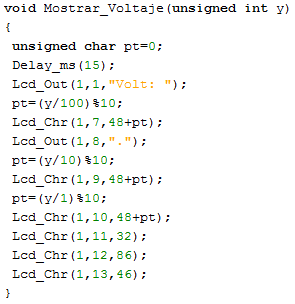 void Mostrar_Voltaje(unsigned int y)
{
unsigned char pt=0;
Delay_ms(15);
Lcd_Out(1,1,"Volt: ");
pt=(y/100)%10;
Lcd_Chr(1,7,48+pt);
Lcd_Out(1,8,".");
pt=(y/10)%10;
Lcd_Chr(1,9,48+pt);
pt=(y/1)%10;
Lcd_Chr(1,10,48+pt);
Lcd_Chr(1,11,32);
Lcd_Chr(1,12,86);
Lcd_Chr(1,13,46);
}